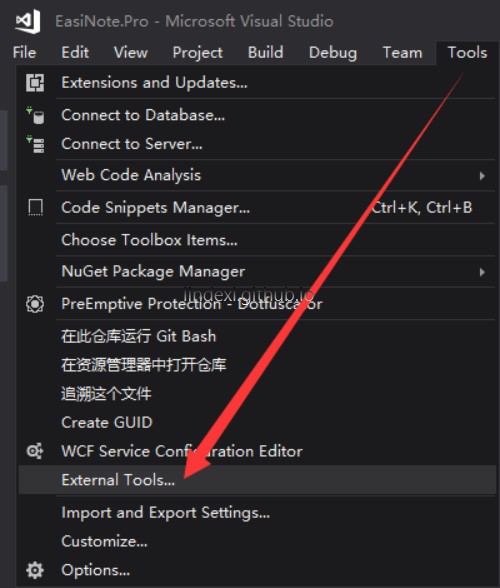 EasiNote.Pro - Microsoft Visual Studio
File Edit View Project Build Debug Team Tools
Extensions and Updates...
Connect to Database...
Connect to Server...
Web Code Analysis
Code Snippets Manager... Ctrl+K, Ctrl+B
Choose Toolbox Items...
NuGet Package Manager
lindexi.github.io
PreEmptive Protection - Dotfuscator
在此仓库运行 Git Bash
在资源管理器中打开仓库
追溯这个文件
Create GUID
WCF Service Configuration Editor
External Tools...
Import and Export Settings...
Customize...
Options...